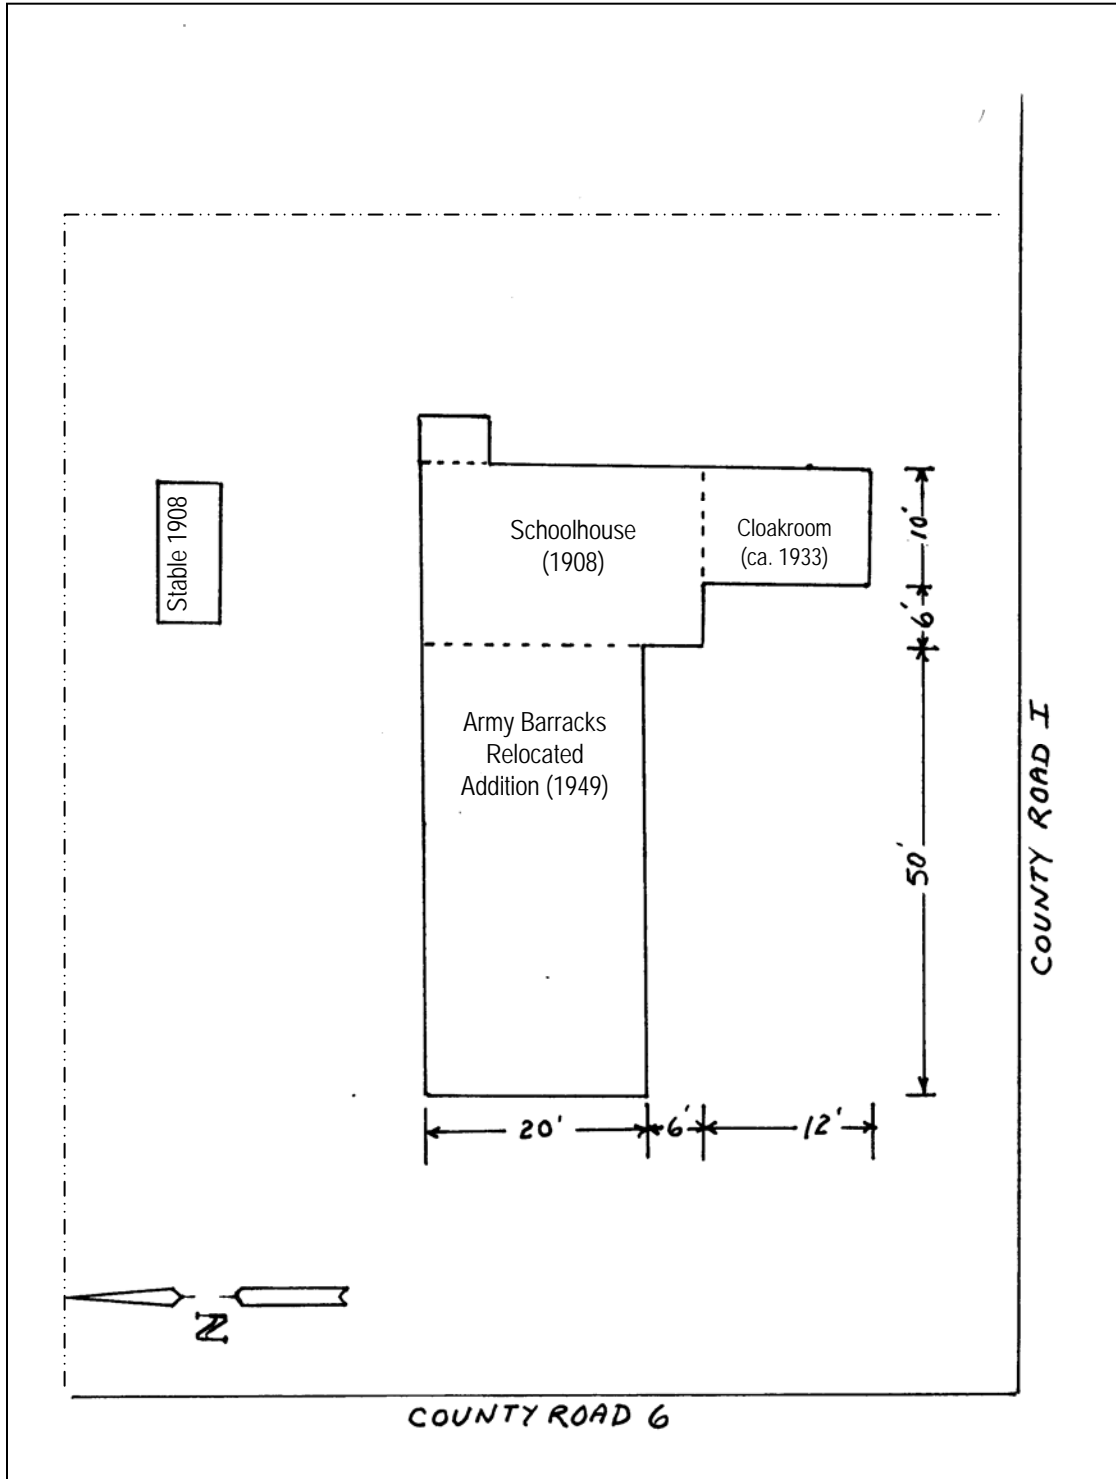 Stable 1908
Schoolhouse
(1908)
Cloakroom
(ca. 1933)
10'
6'
Army Barracks
Relocated
Addition (1949)
50'
COUNTY ROAD I
20'
6'
12'
N
COUNTY ROAD 6